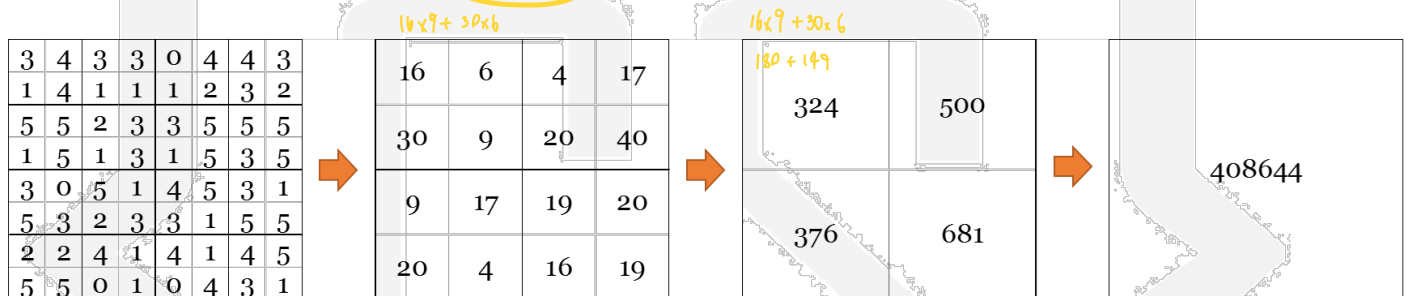 16x9+ 30x6
16x9 +30x6
3 4 3 3 0 4 4 3
1 4 1 1 1 2 3 2
5 5 2 3 3 5 5 5
1 5 1 3 1 5 3 5
3 0 5 1 4 5 3 1
5 3 2 3 3 1 5 5
2 2 4 1 4 1 4 5
5 5 0 1 0 4 3 1
16 6 4 17
30 9 20 40
9 17 19 20
20 4 16 19
180 + 149
324 500
376 681
408644